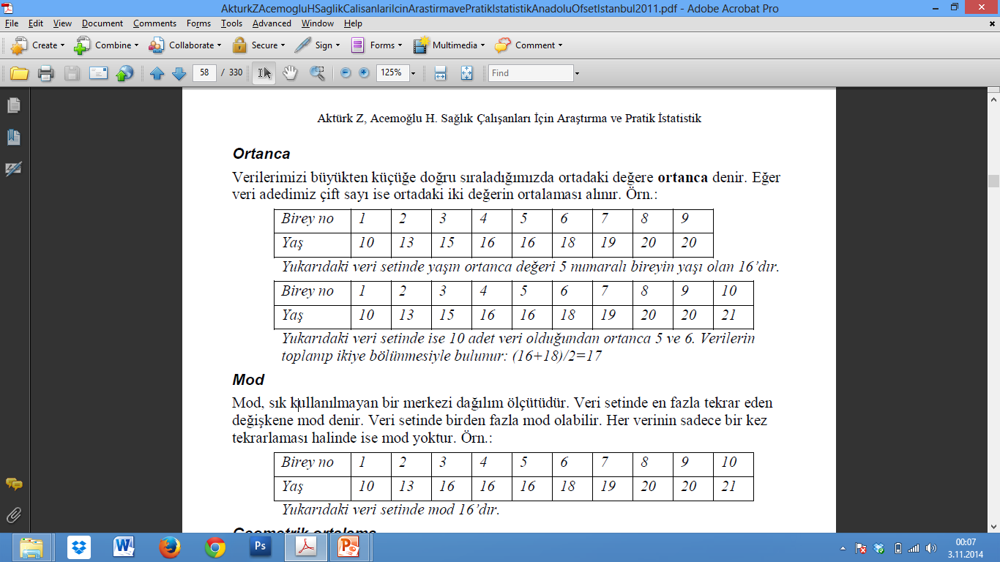 AkturkZAcemogluHSaglikCalisanlariIcinArastirmavePratikIstatistikAnadoluOfsetIstanbul2011.pdf - Adobe Acrobat Pro
File Edit View Document Comments Forms Tools Advanced Window Help
Create Combine Collaborate Secure Sign Forms Multimedia Comment
58 / 330 125% Find
Aktürk Z, Acemoğlu H. Sağlık Çalışanları İçin Araştırma ve Pratik İstatistik
Ortanca
Verilerimizi büyükten küçüğe doğru sıraladığımızda ortadaki değere ortanca denir. Eğer
veri adedimiz çift sayı ise ortadaki iki değerin ortalaması alınır. Örn.:
Birey no 1 2 3 4 5 6 7 8 9
Yaş 10 13 15 16 16 18 19 20 20
Yukarıdaki veri setinde yaşın ortanca değeri 5 numaralı bireyin yaşı olan 16’dır.
Birey no 1 2 3 4 5 6 7 8 9 10
Yaş 10 13 15 16 16 18 19 20 20 21
Yukarıdaki veri setinde ise 10 adet veri olduğundan ortanca 5 ve 6. Verilerin
toplanıp ikiye bölünmesiyle bulunur: (16+18)/2=17
Mod
Mod, sık kullanılmayan bir merkezi dağılım ölçütüdür. Veri setinde en fazla tekrar eden
değişkene mod denir. Veri setinde birden fazla mod olabilir. Her verinin sadece bir kez
tekrarlaması halinde ise mod yoktur. Örn.:
Birey no 1 2 3 4 5 6 7 8 9 10
Yaş 10 13 16 16 16 18 19 20 20 21
Yukarıdaki veri setinde mod 16’dır.
Geometrik ortalama
Ps
00:07
3.11.2014